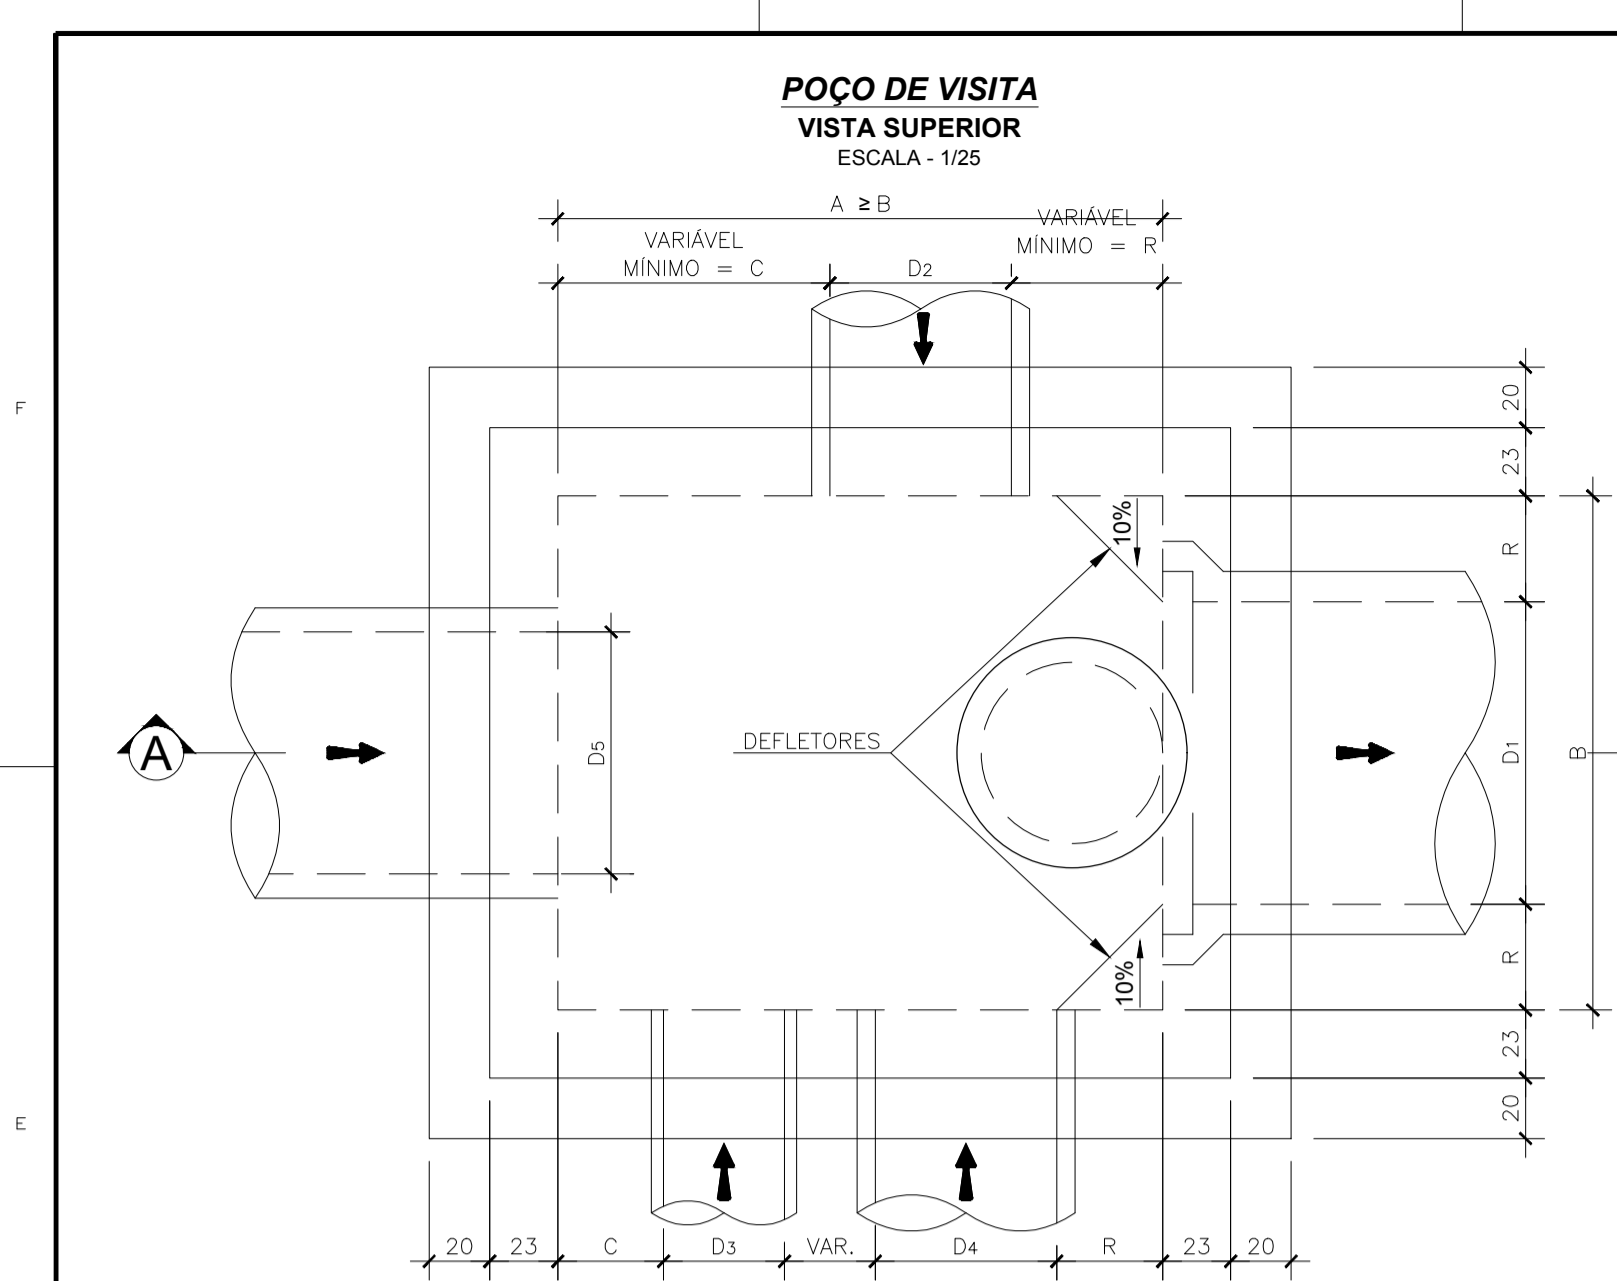 POÇO DE VISITA
VISTA SUPERIOR
ESCALA - 1/25
A ≥ B
VARIÁVEL
MÍNIMO = C
D2
VARIÁVEL
MÍNIMO = R
F
20
23
10%
R
A
D5
DEFLETORES
D1
B
10%
R
23
E
20
20
23
C
D3
VAR.
D4
R
23
20